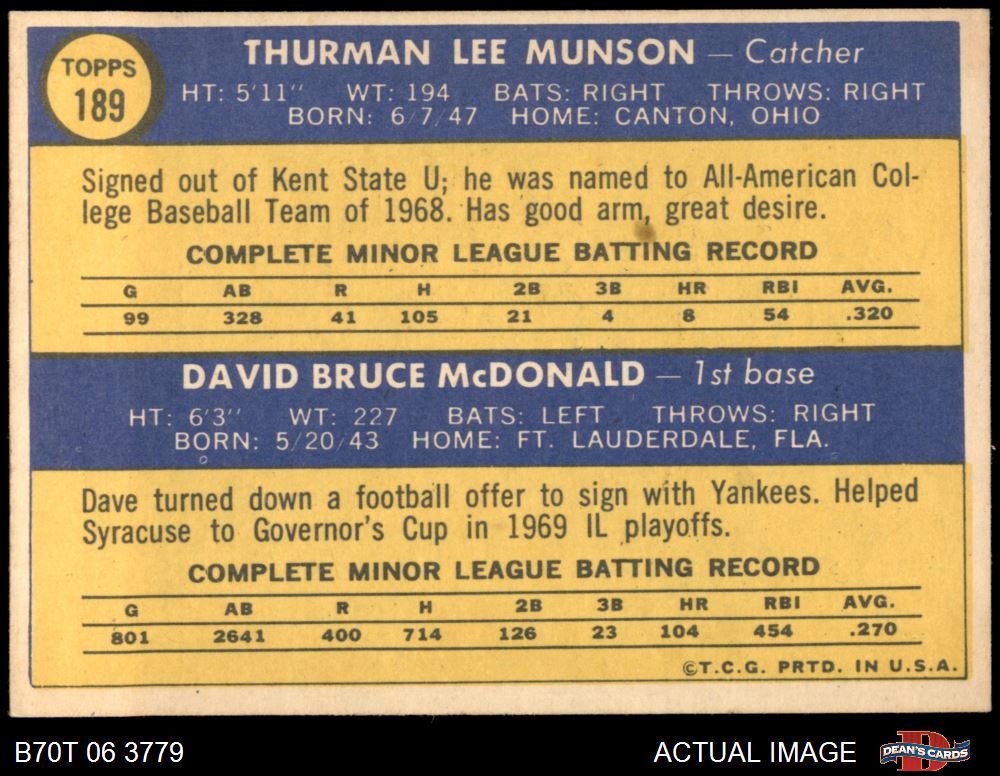 TOPPS
189
THURMAN LEE MUNSON — Catcher
HT: 5'11" WT: 194 BATS: RIGHT THROWS: RIGHT
BORN: 6/7/47 HOME: CANTON, OHIO
Signed out of Kent State U; he was named to All-American Col-
lege Baseball Team of 1968. Has good arm, great desire.
COMPLETE MINOR LEAGUE BATTING RECORD
G AB R H 2B 3B HR RBI AVG.
99 328 41 105 21 4 8 54 .320
DAVID BRUCE McDONALD — 1st base
HT: 6'3" WT: 227 BATS: LEFT THROWS: RIGHT
BORN: 5/20/43 HOME: FT. LAUDERDALE, FLA.
Dave turned down a football offer to sign with Yankees. Helped
Syracuse to Governor's Cup in 1969 IL playoffs.
COMPLETE MINOR LEAGUE BATTING RECORD
G AB R H 2B 3B HR RBI AVG.
801 2641 400 714 126 23 104 454 .270
©T.C.G. PRTD. IN U.S.A.
B70T 06 3779 ACTUAL IMAGE DEAN'S CARDS